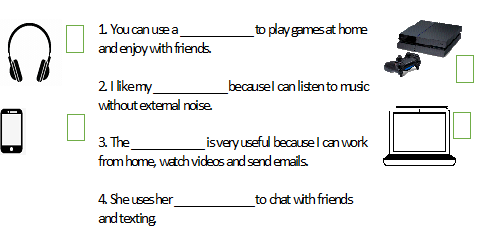 1. You can use a ____________ to play games at home
and enjoy with friends.
2. I like my ____________ because I can listen to music
without external noise.
3. The ____________ is very useful because I can work
from home, watch videos and send emails.
4. She uses her _____________ to chat with friends
and texting.